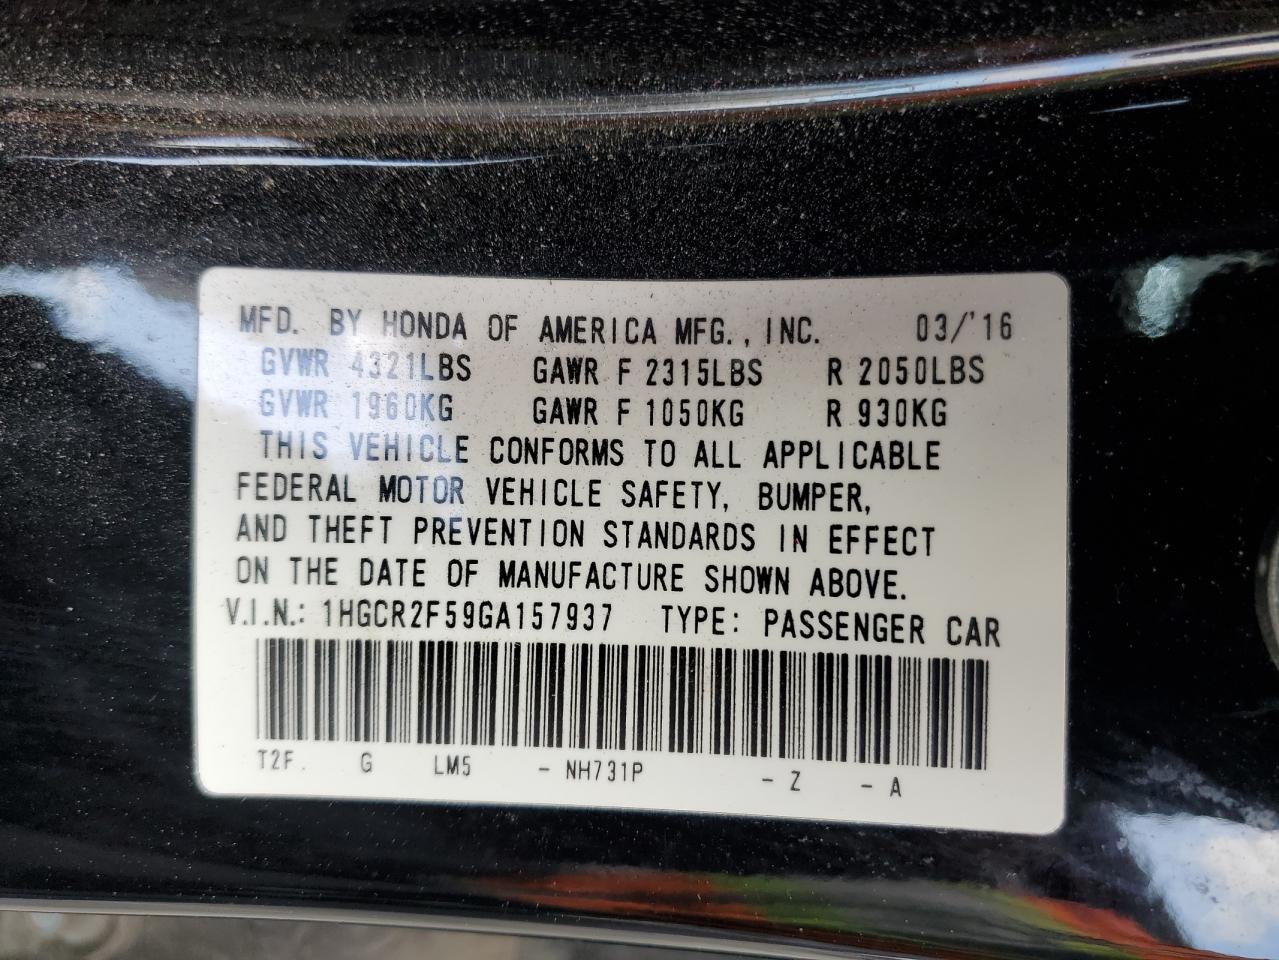 MFD. BY HONDA OF AMERICA MFG., INC. 03/'16
GVWR 4321LBS GAWR F 2315LBS R 2050LBS
GVWR 1960KG GAWR F 1050KG R 930KG
THIS VEHICLE CONFORMS TO ALL APPLICABLE
FEDERAL MOTOR VEHICLE SAFETY, BUMPER,
AND THEFT PREVENTION STANDARDS IN EFFECT
ON THE DATE OF MANUFACTURE SHOWN ABOVE.
V.I.N.: 1HGCR2F59GA157937 TYPE: PASSENGER CAR
T2F. G LM5 - NH731P - Z - A